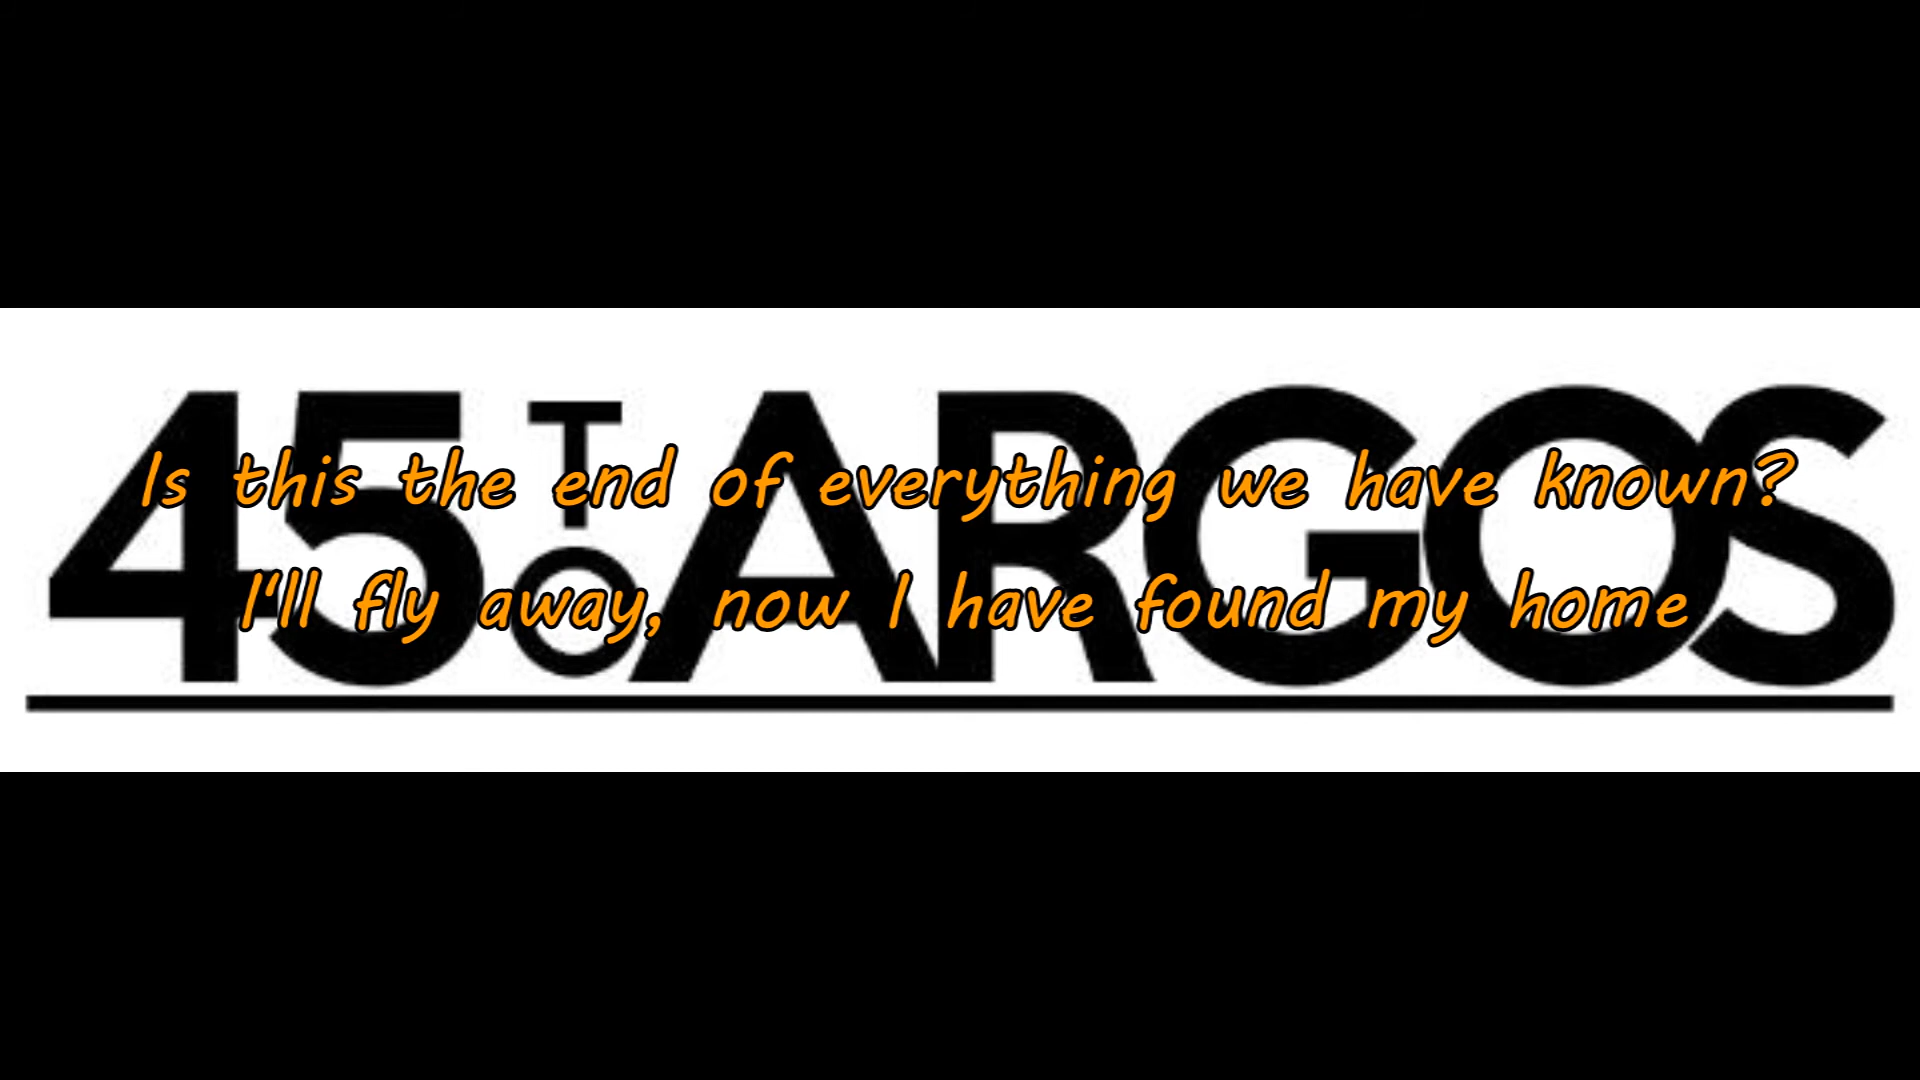 45 TO ARGOS
Is this the end of everything we have known?
I'll fly away, now I have found my home